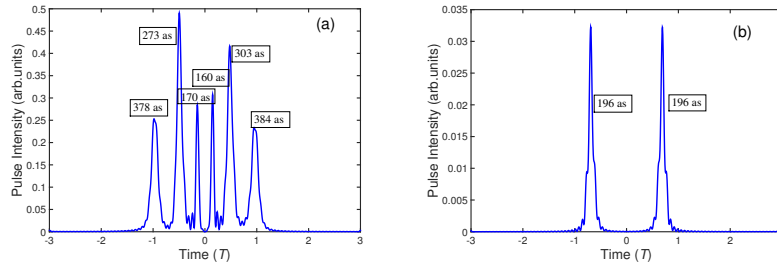 (a)
Pulse Intensity (arb.units)
0.5
0.45
0.4
0.35
0.3
0.25
0.2
0.15
0.1
0.05
0
273 as
303 as
160 as
170 as
378 as
384 as
-3
-2
-1
0
1
2
3
Time (T)
(b)
Pulse Intensity (arb.units)
0.035
0.03
0.025
0.02
0.015
0.01
0.005
0
196 as
196 as
-3
-2
-1
0
1
2
Time (T)